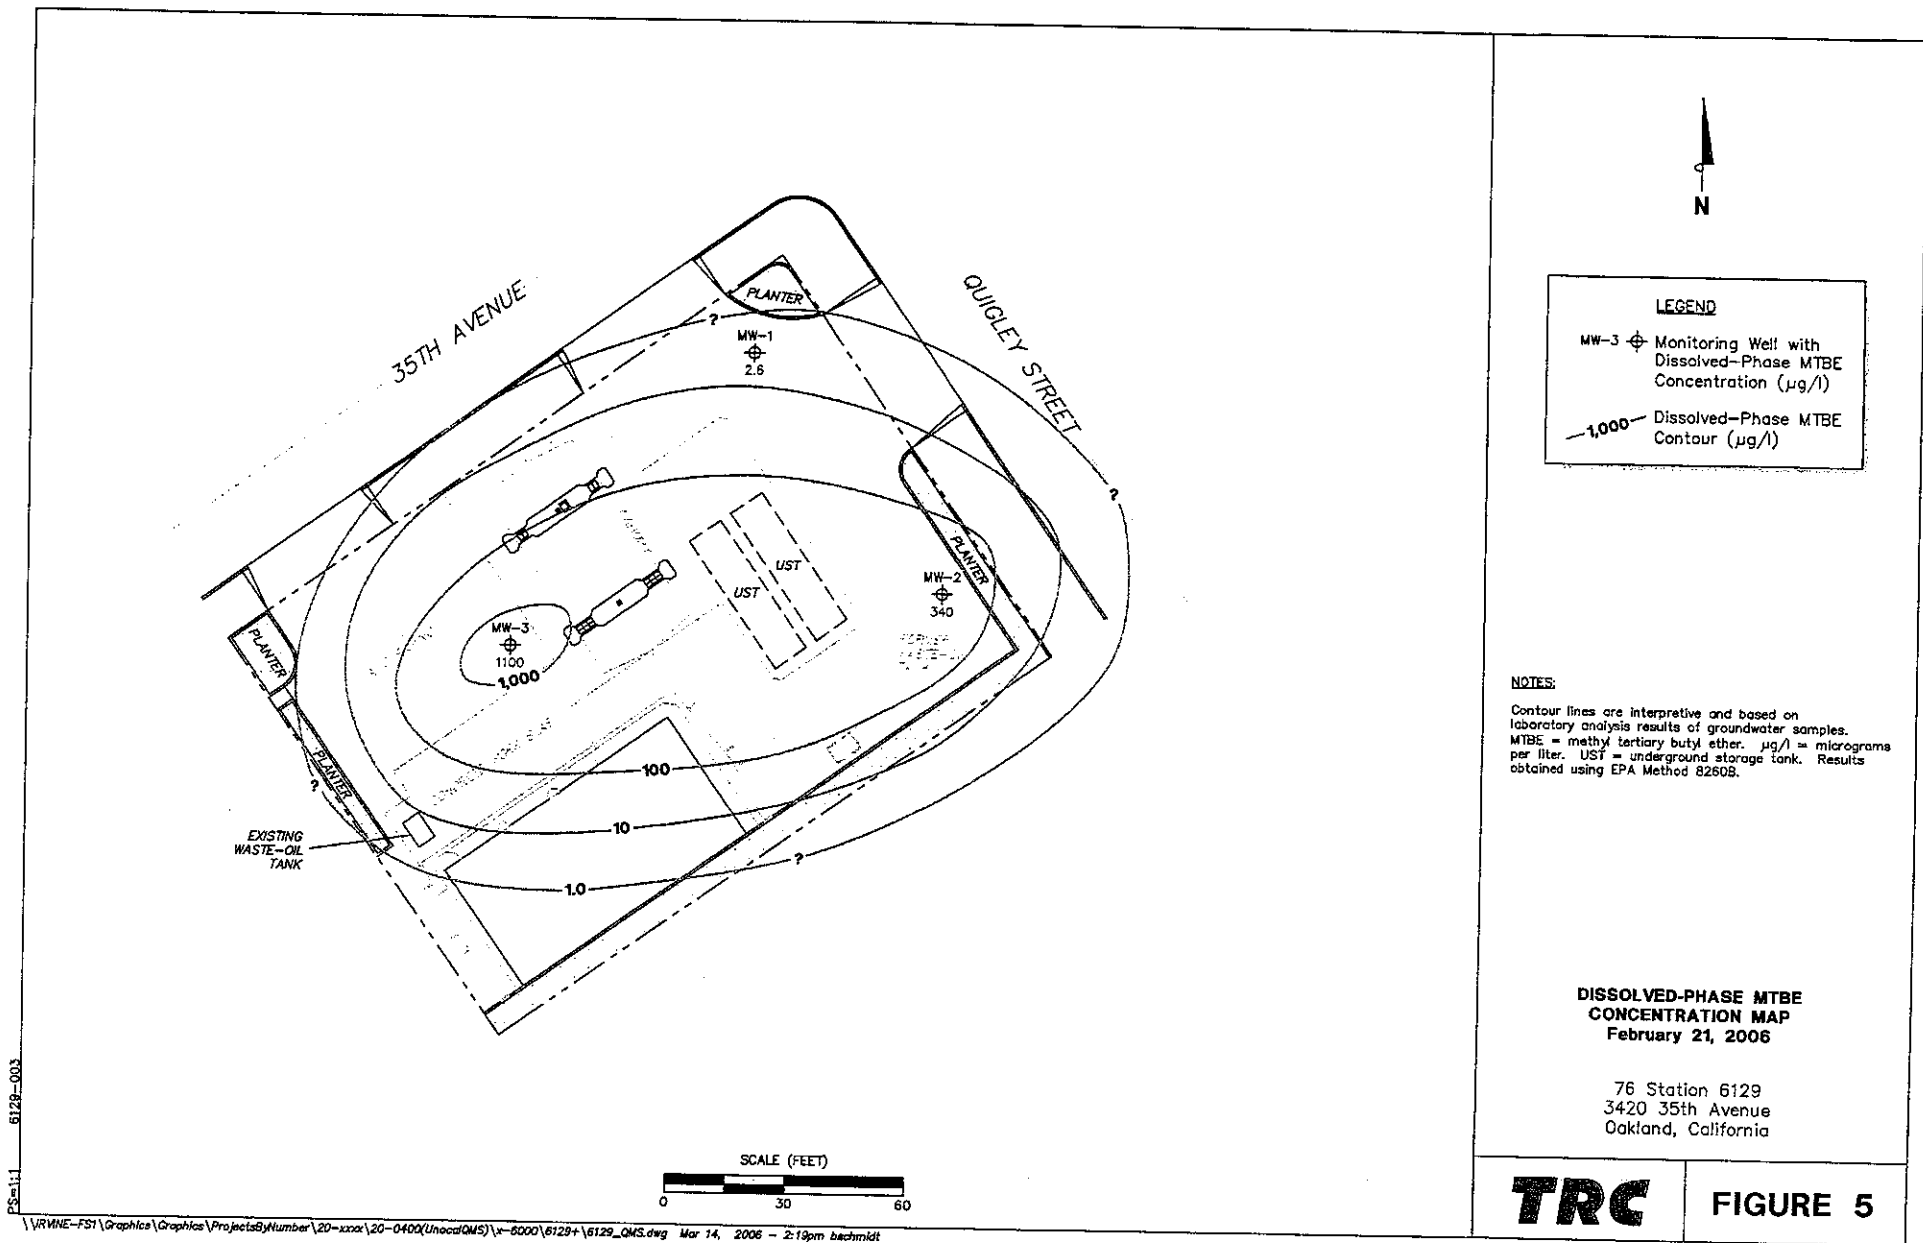 35TH AVENUE
QUIGLEY STREET
PLANTER
?
MW-1
2.6
?
UST
UST
PLANTER
MW-2
340
MW-3
1100
1,000
PLANTER
PLANTER
?
100
10
?
1.0
EXISTING
WASTE-OIL
TANK
SCALE (FEET)
0 30 60
N
LEGEND
MW-3 Monitoring Well with
Dissolved-Phase MTBE
Concentration (µg/l)
1,000 Dissolved-Phase MTBE
Contour (µg/l)
NOTES:
Contour lines are interpretive and based on
laboratory analysis results of groundwater samples.
MTBE = methyl tertiary butyl ether. µg/l = micrograms
per liter. UST = underground storage tank. Results
obtained using EPA Method 8260B.
DISSOLVED-PHASE MTBE
CONCENTRATION MAP
February 21, 2006
76 Station 6129
3420 35th Avenue
Oakland, California
TRC
FIGURE 5
PS=1:1 6129-003
\\IRVINE-FS1\Graphics\Graphics\ProjectsByNumber\20-xxxx\20-0400(UnocalQMS)\x-6000\6129+\6129_QMS.dwg Mar 14, 2006 - 2:19pm bschmidt